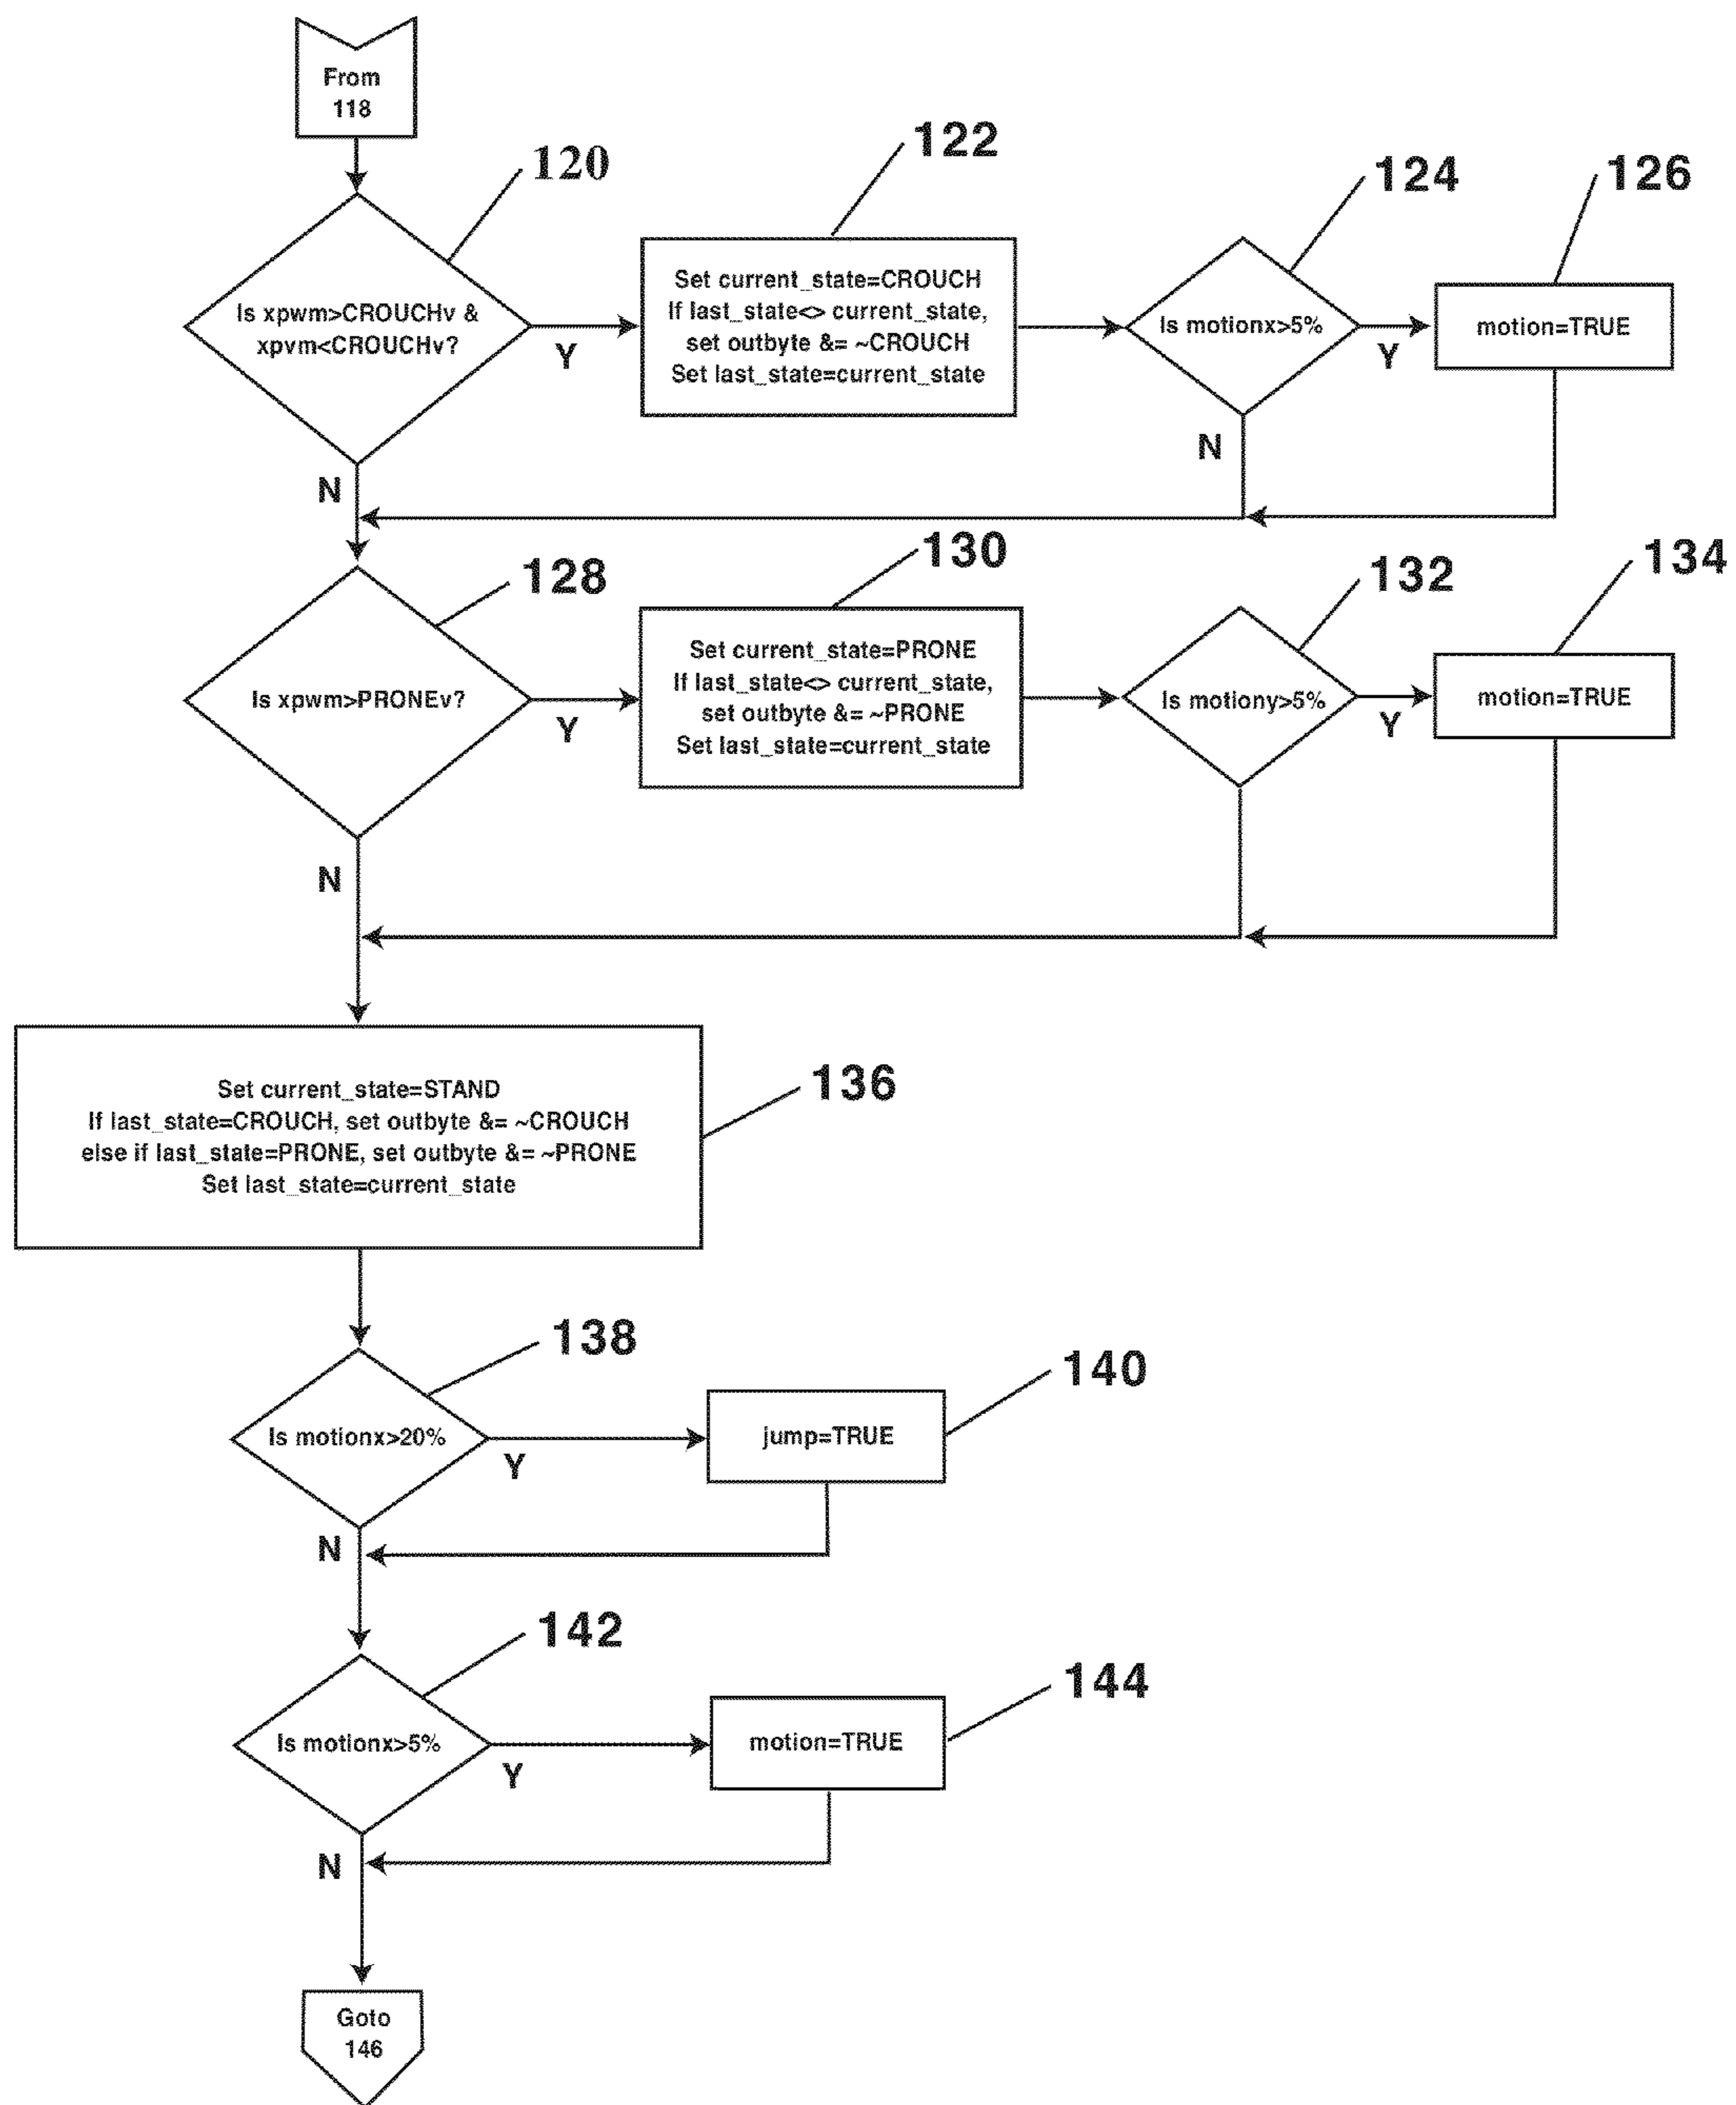 From
118
120
122
124
126
Is xpwm>CROUCHv &
xpvm<CROUCHv?
Y
N
Set current_state=CROUCH
If last_state<> current_state,
set outbyte &= ~CROUCH
Set last_state=current_state
Is motionx>5%
Y
N
motion=TRUE
128
130
132
134
Is xpwm>PRONEv?
Y
N
Set current_state=PRONE
If last_state<> current_state,
set outbyte &= ~PRONE
Set last_state=current_state
Is motiony>5%
Y
motion=TRUE
136
Set current_state=STAND
If last_state=CROUCH, set outbyte &= ~CROUCH
else if last_state=PRONE, set outbyte &= ~PRONE
Set last_state=current_state
138
140
Is motionx>20%
Y
N
jump=TRUE
142
144
Is motionx>5%
Y
N
motion=TRUE
Goto
146